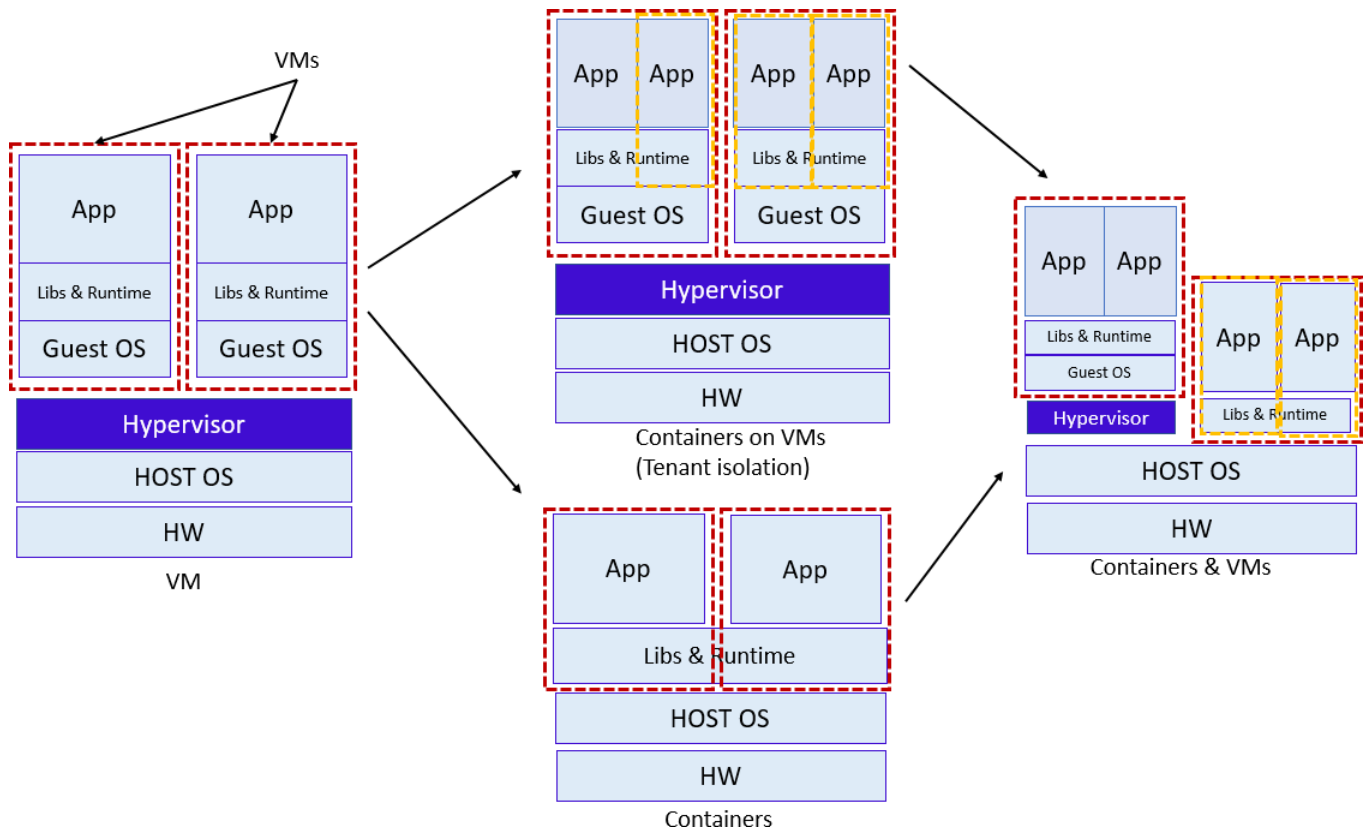 VMs
App
App
Libs & Runtime
Libs & Runtime
Guest OS
Guest OS
Hypervisor
HOST OS
HW
VM
App
App
App
App
Libs & Runtime
Libs & Runtime
Guest OS
Guest OS
Hypervisor
HOST OS
HW
Containers on VMs
(Tenant isolation)
App
App
Libs & Runtime
HOST OS
HW
Containers
App
App
Libs & Runtime
Guest OS
Hypervisor
App
App
Libs & Runtime
HOST OS
HW
Containers & VMs